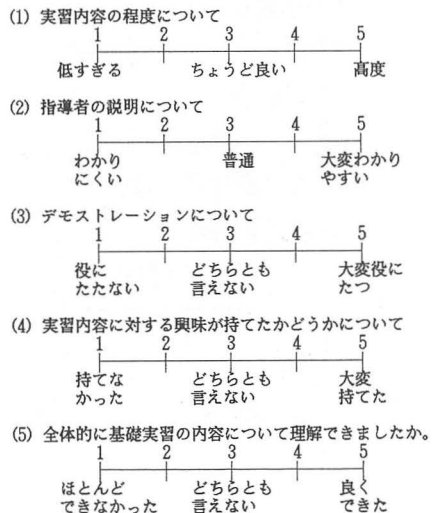 (1) 実習内容の程度について
1 2 3 4 5
低すぎる ちょうど良い 高度
(2) 指導者の説明について
1 2 3 4 5
わかり 普通 大変わかり
にくい やすい
(3) デモストレーションについて
1 2 3 4 5
役に どちらとも 大変役に
たたない 言えない たつ
(4) 実習内容に対する興味が持てたかどうかについて
1 2 3 4 5
持てな どちらとも 大変
かった 言えない 持てた
(5) 全体的に基礎実習の内容について理解できましたか。
1 2 3 4 5
ほとんど どちらとも 良く
できなかった 言えない できた